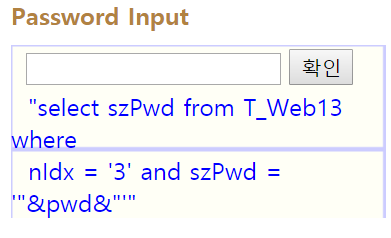 Password Input
확인
"select szPwd from T_Web13
where
nIdx = '3' and szPwd =
'"&pwd&"'"